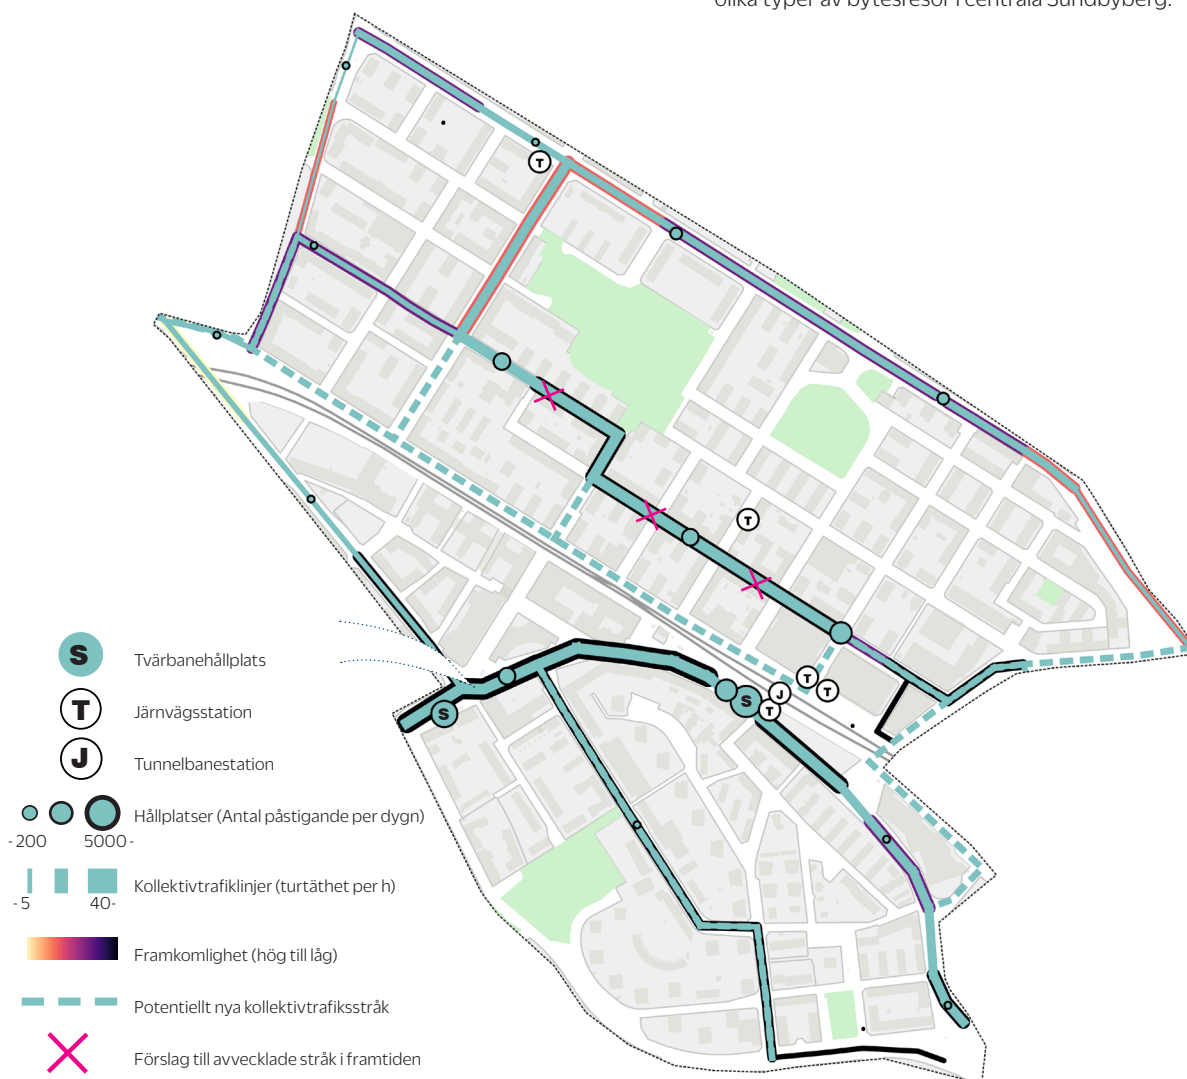 olika typer av bytesresor i centrala Sundbyberg.
T
T
T
T
J
T
S
S
S
Tvärbanehållplats
T
Järnvägsstation
J
Tunnelbanestation
Hållplatser (Antal påstigande per dygn)
-200 5000-
Kollektivtrafiklinjer (turtäthet per h)
-5 40-
Framkomlighet (hög till låg)
Potentiellt nya kollektivtrafiksstråk
Förslag till avvecklade stråk i framtiden